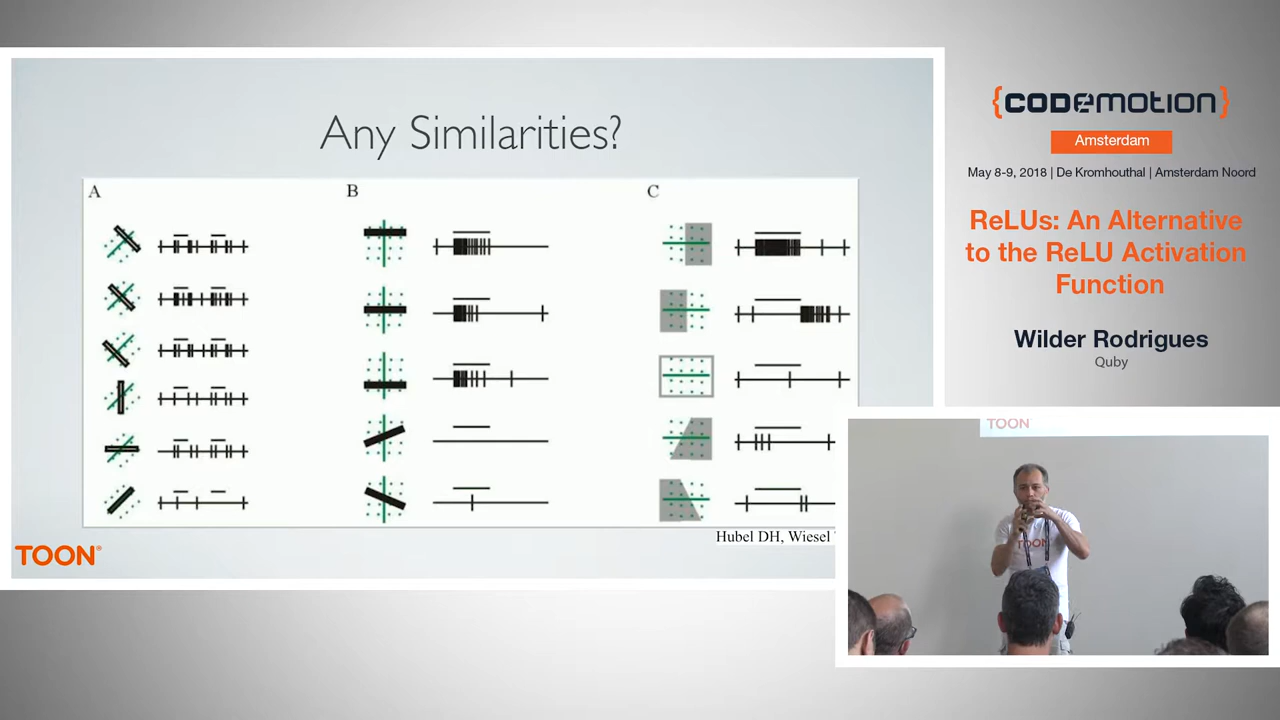 Any Similarities?
A
B
C
Hubel DH, Wiesel
TOON
{CODEMOTION}
Amsterdam
May 8-9, 2018 | De Kromhouthal | Amsterdam Noord
ReLUs: An Alternative
to the ReLU Activation
Function
Wilder Rodrigues
Quby
TOON
TOON